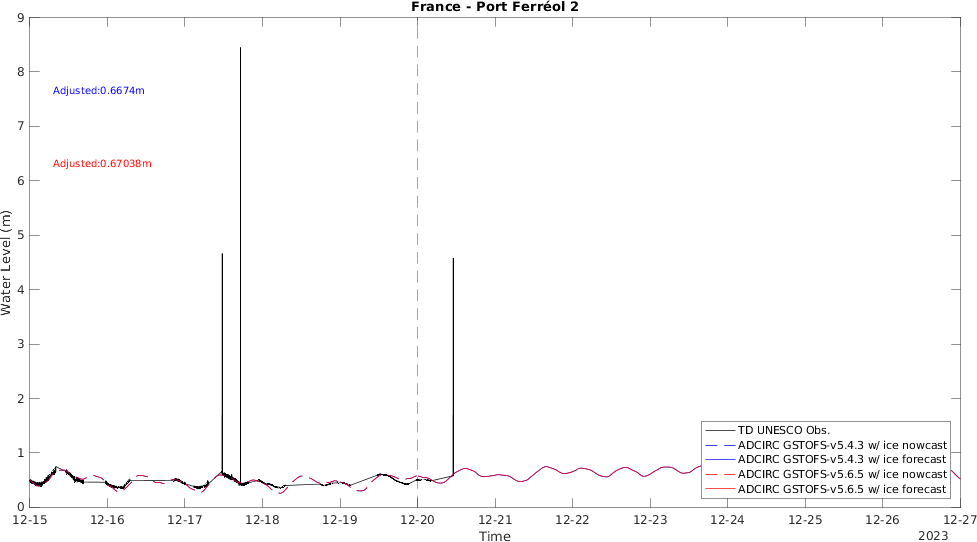 France - Port Ferréol 2
9
8
7
6
5
4
3
2
1
0
Water Level (m)
Adjusted:0.6674m
Adjusted:0.67038m
TD UNESCO Obs.
ADCIRC GSTOFS-v5.4.3 w/ ice nowcast
ADCIRC GSTOFS-v5.4.3 w/ ice forecast
ADCIRC GSTOFS-v5.6.5 w/ ice nowcast
ADCIRC GSTOFS-v5.6.5 w/ ice forecast
12-15 12-16 12-17 12-18 12-19 12-20 12-21 12-22 12-23 12-24 12-25 12-26 12-27
Time
2023